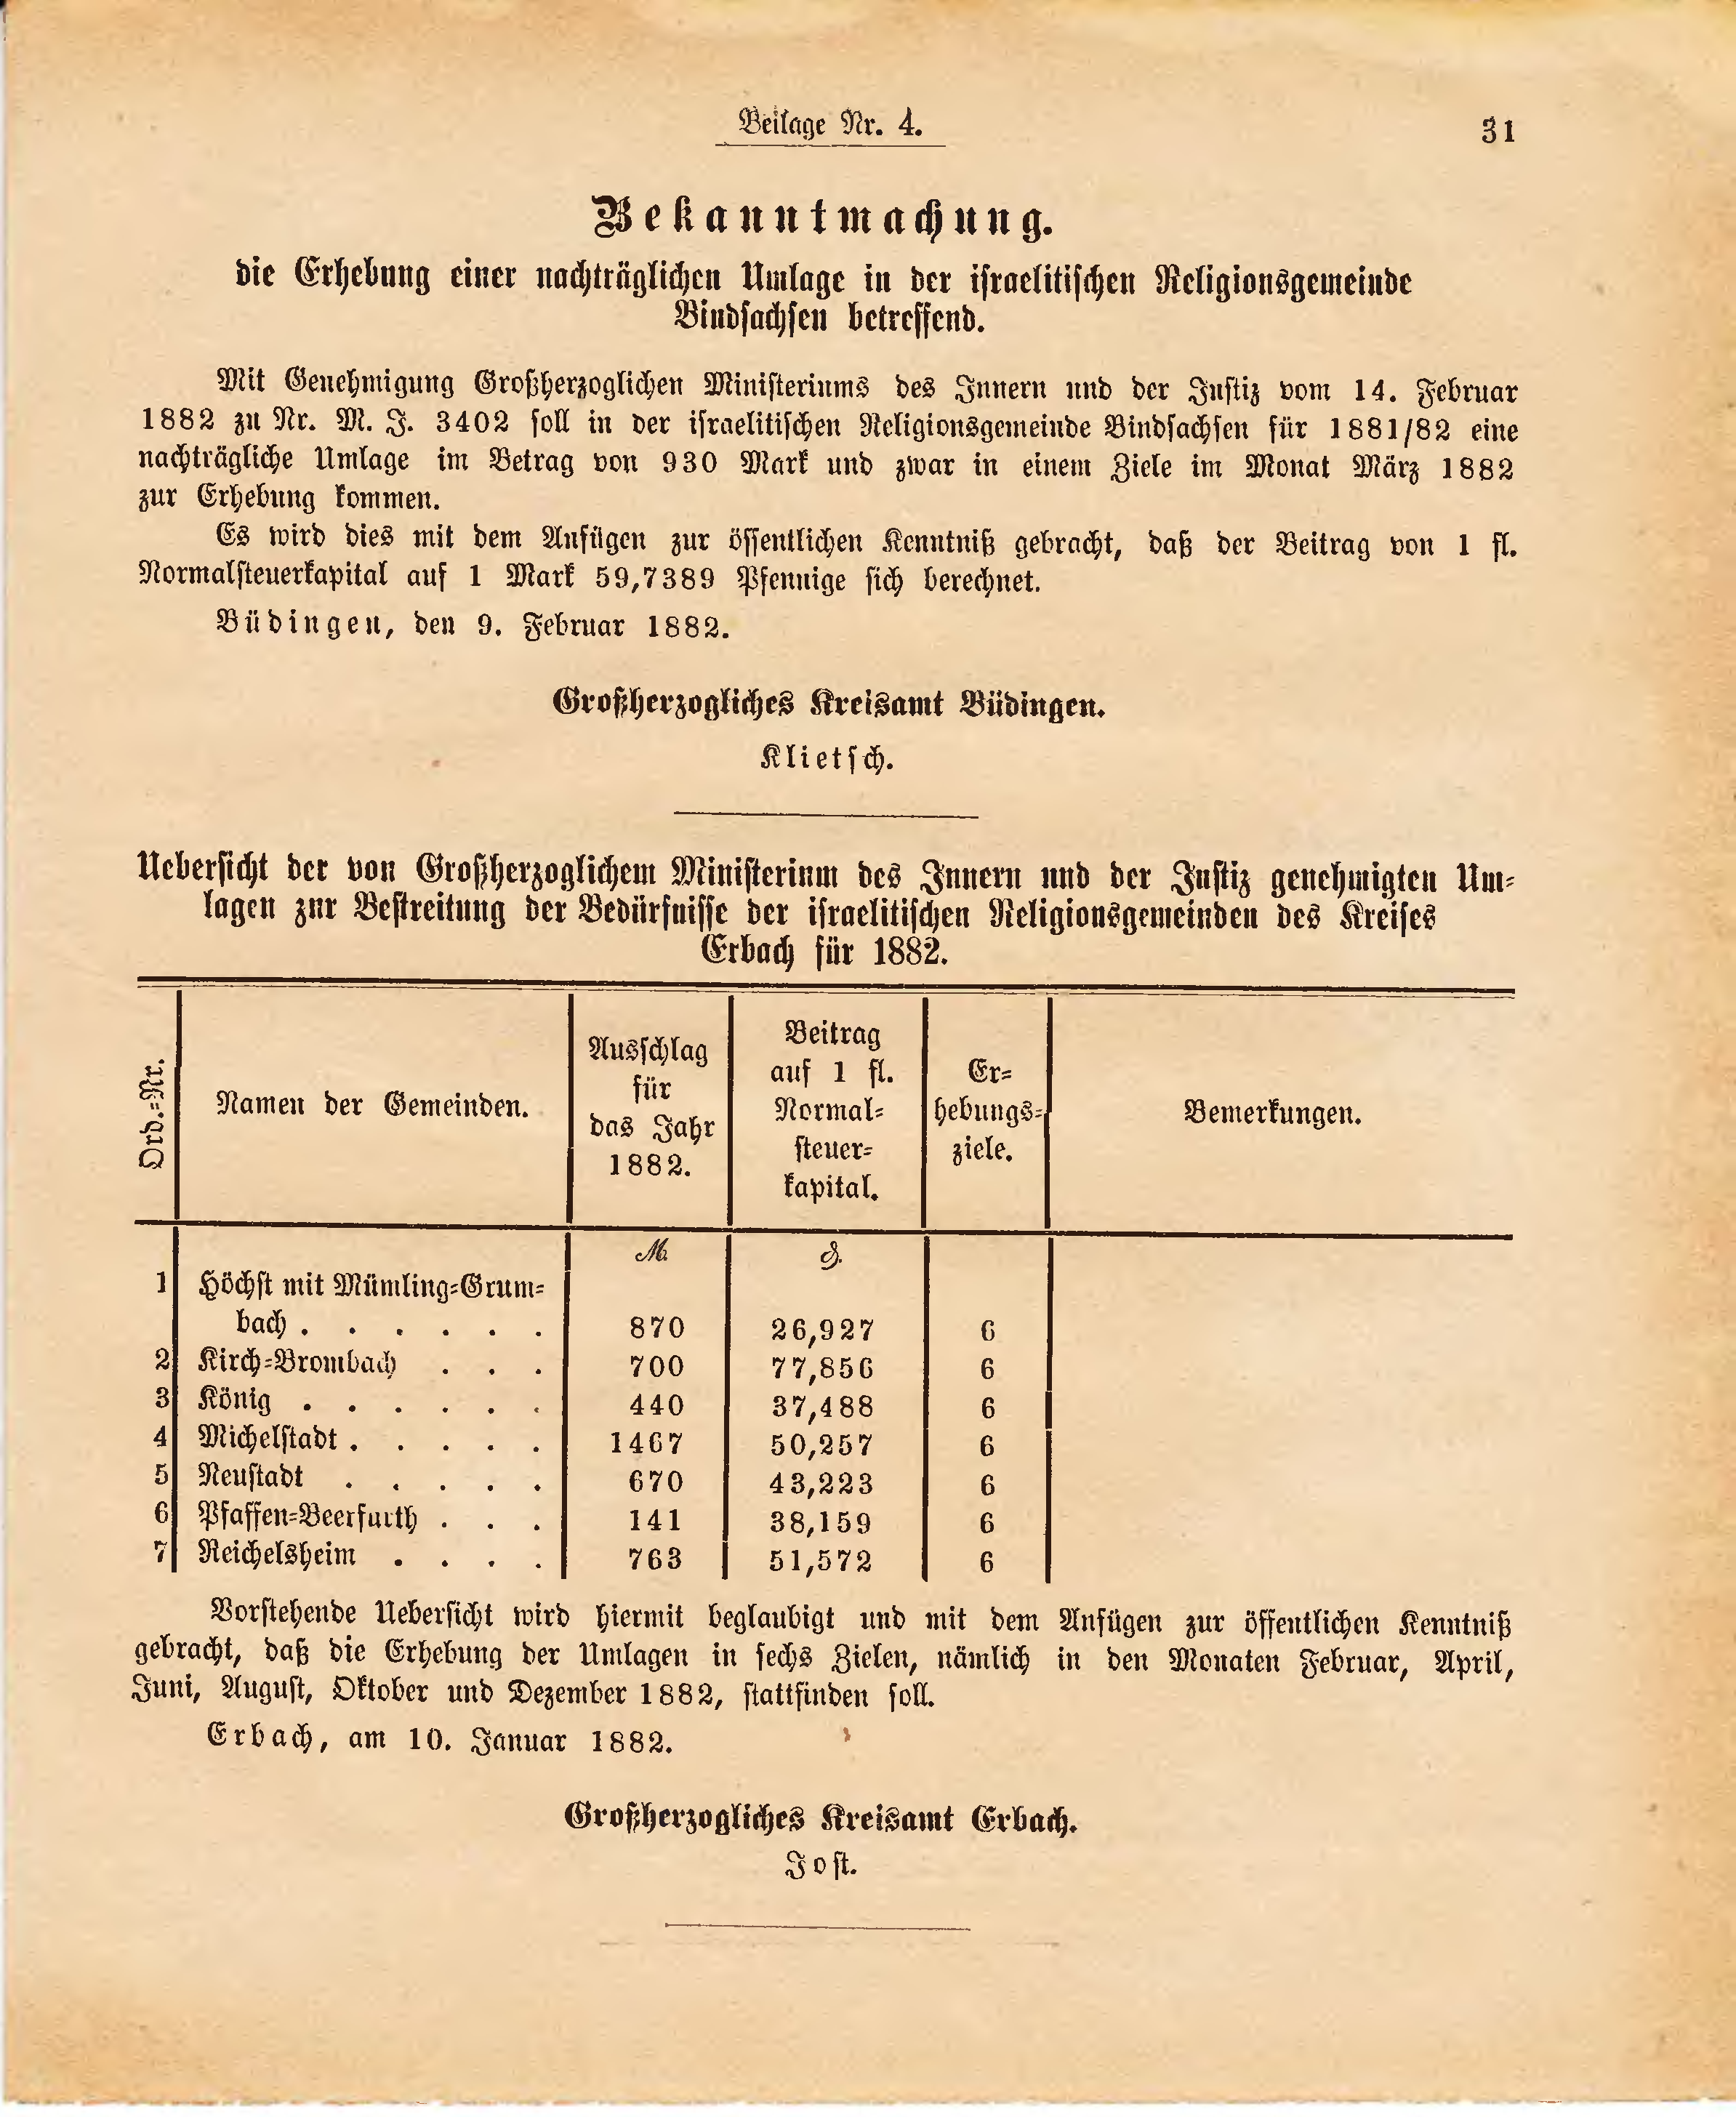 Beilage Nr. 4.
31
Bekanntmachung.
die Erhebung einer nachträglichen Umlage in der israelitischen Religionsgemeinde
Bindsachsen betreffend.
Mit Genehmigung Großherzoglichen Ministeriums des Innern und der Justiz vom 14. Februar
1882 zu Nr. M. J. 3402 soll in der israelitischen Religionsgemeinde Bindsachsen für 1881/82 eine
nachträgliche Umlage im Betrag von 930 Mark und zwar in einem Ziele im Monat März 1882
zur Erhebung kommen.
Es wird dies mit dem Anfügen zur öffentlichen Kenntniß gebracht, daß der Beitrag von 1 fl.
Normalsteuerkapital auf 1 Mark 59,7389 Pfennige sich berechnet.
Büdingen, den 9. Februar 1882.
Großherzogliches Kreisamt Büdingen.
Klietsch.
Uebersicht der von Großherzoglichem Ministerium des Innern und der Justiz genehmigten Um-
lagen zur Bestreitung der Bedürfnisse der israelitischen Religionsgemeinden des Kreises
Erbach für 1882.
Ord.-Nr.
Namen der Gemeinden.
Ausschlag
für
das Jahr
1882.
Beitrag
auf 1 fl.
Normal-
steuer-
kapital.
Er-
hebungs-
ziele.
Bemerkungen.
M. ₰.
1 Höchst mit Mümling-Grum-
bach . . . . . . 870 26,927 6
2 Kirch-Brombach . . . 700 77,856 6
3 König . . . . . . 440 37,488 6
4 Michelstadt . . . . . 1467 50,257 6
5 Neustadt . . . . . 670 43,223 6
6 Pfaffen-Beerfurth . . . 141 38,159 6
7 Reichelsheim . . . . 763 51,572 6
Vorstehende Uebersicht wird hiermit beglaubigt und mit dem Anfügen zur öffentlichen Kenntniß
gebracht, daß die Erhebung der Umlagen in sechs Zielen, nämlich in den Monaten Februar, April,
Juni, August, Oktober und Dezember 1882, stattfinden soll.
Erbach, am 10. Januar 1882.
Großherzogliches Kreisamt Erbach.
Jost.